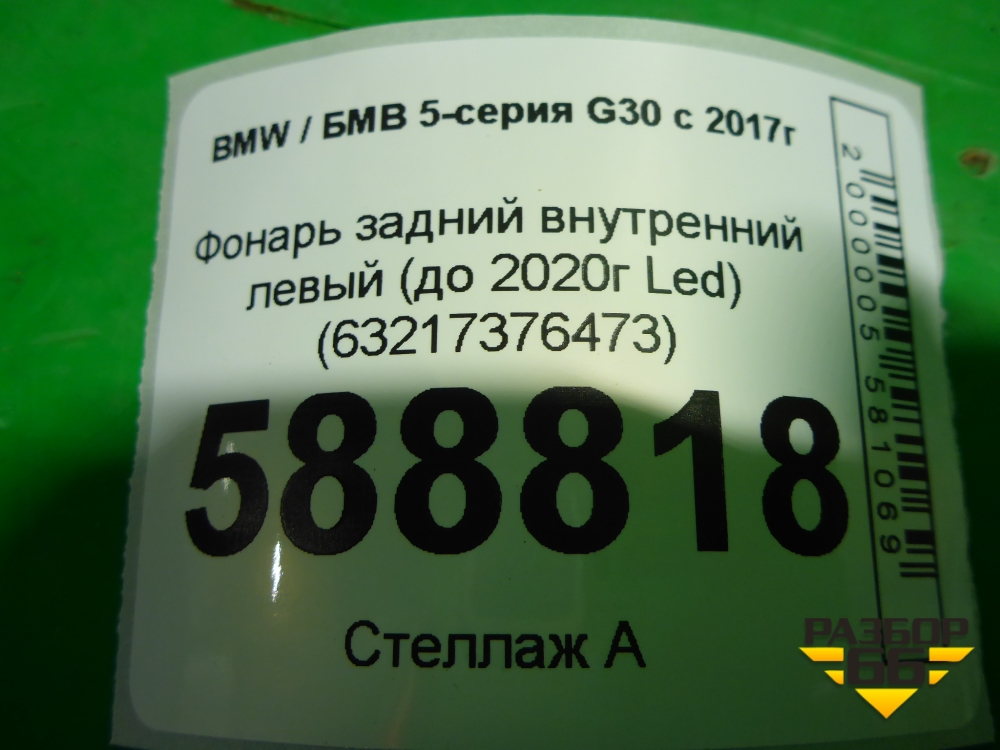 BMW / БМВ 5-серия G30 с 2017г
Фонарь задний внутренний
левый (до 2020г Led)
(63217376473)
588818
Стеллаж А
2000005581069
РАЗБОР
66